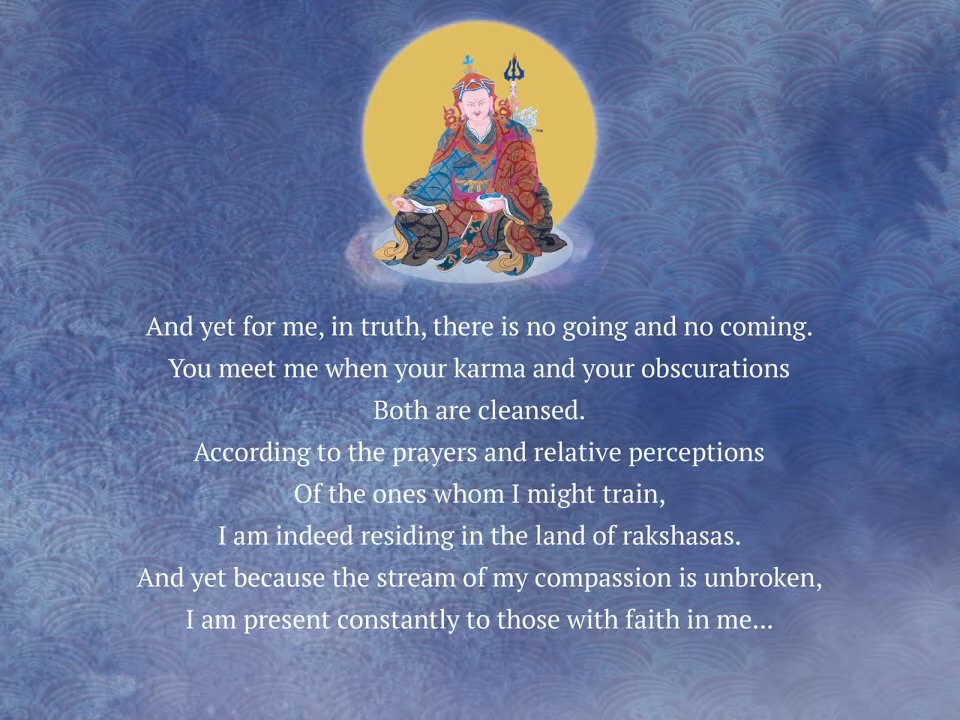 And yet for me, in truth, there is no going and no coming.
You meet me when your karma and your obscurations
Both are cleansed.
According to the prayers and relative perceptions
Of the ones whom I might train,
I am indeed residing in the land of rakshasas.
And yet because the stream of my compassion is unbroken,
I am present constantly to those with faith in me...